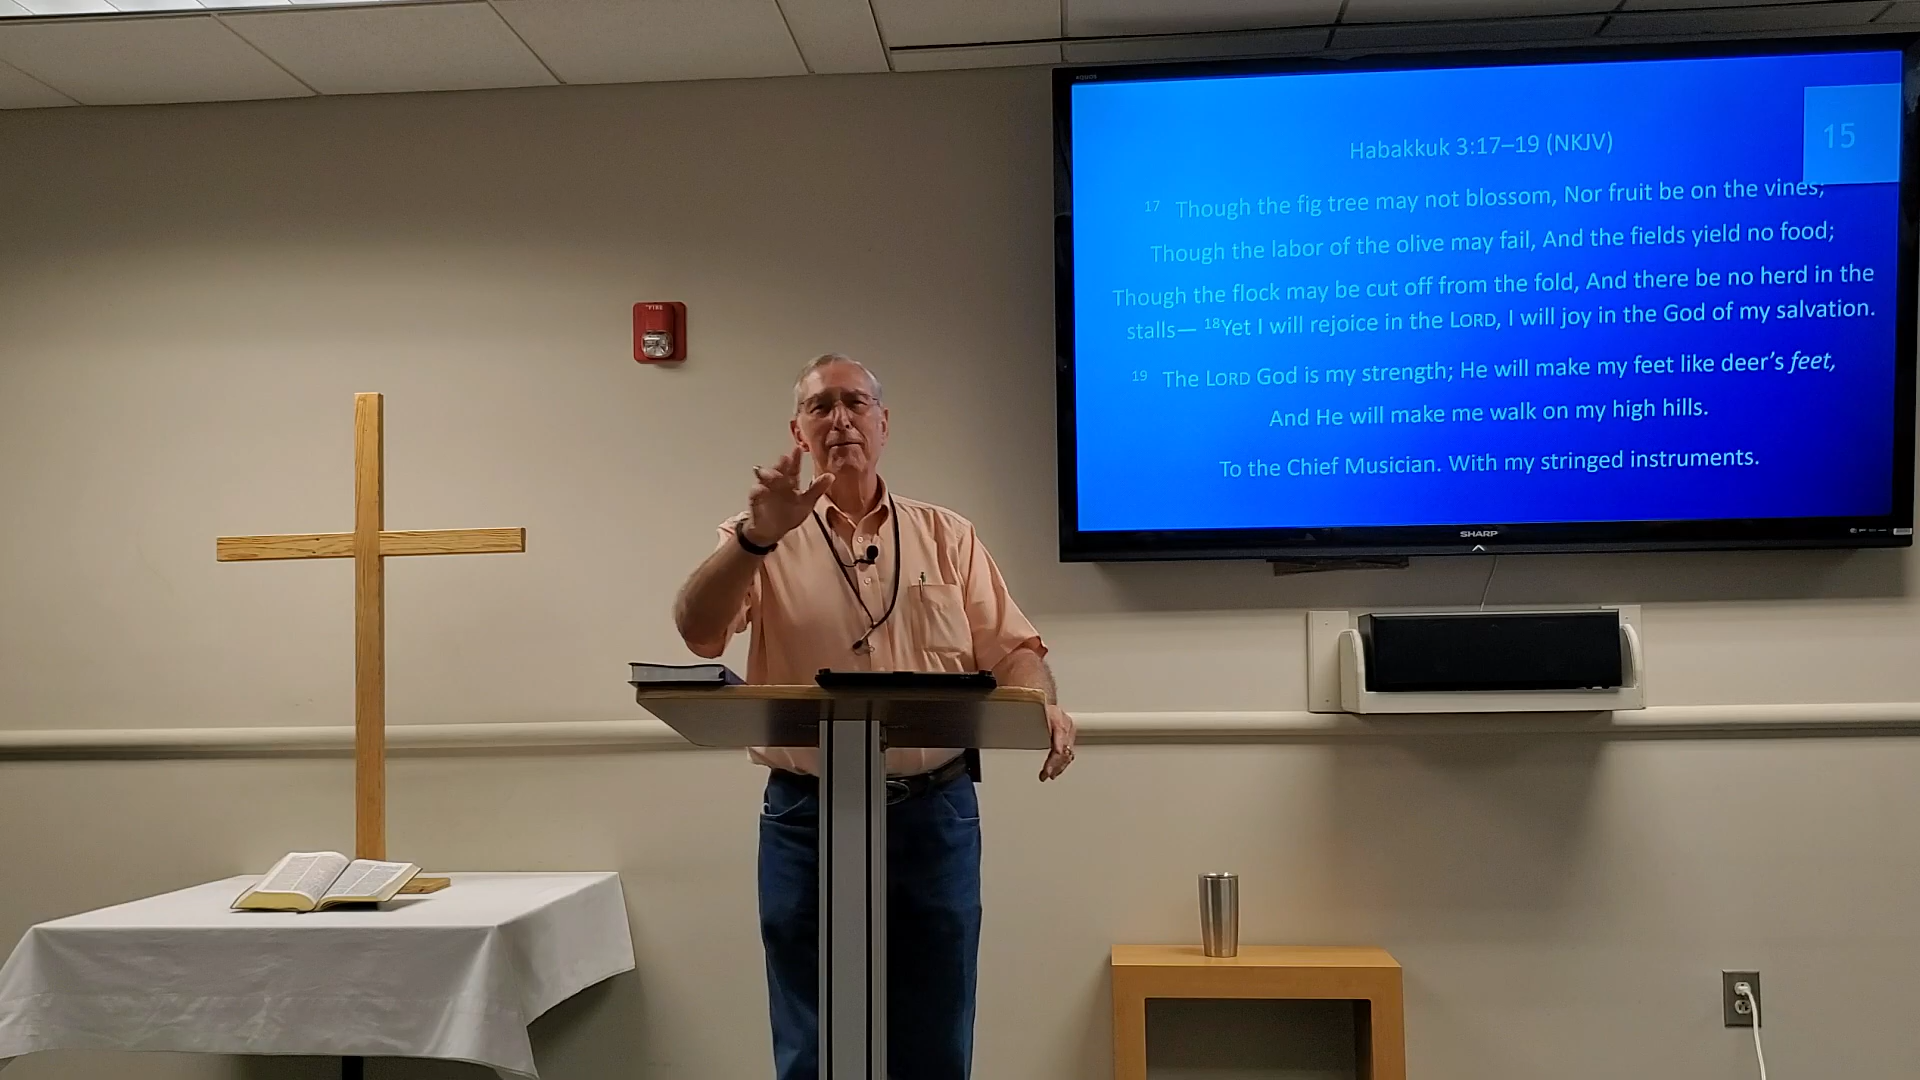 AQUOS
15
Habakkuk 3:17–19 (NKJV)
17 Though the fig tree may not blossom, Nor fruit be on the vines;
Though the labor of the olive may fail, And the fields yield no food;
Though the flock may be cut off from the fold, And there be no herd in the
stalls— 18Yet I will rejoice in the LORD, I will joy in the God of my salvation.
19 The LORD God is my strength; He will make my feet like deer’s feet,
And He will make me walk on my high hills.
To the Chief Musician. With my stringed instruments.
SHARP
FIRE